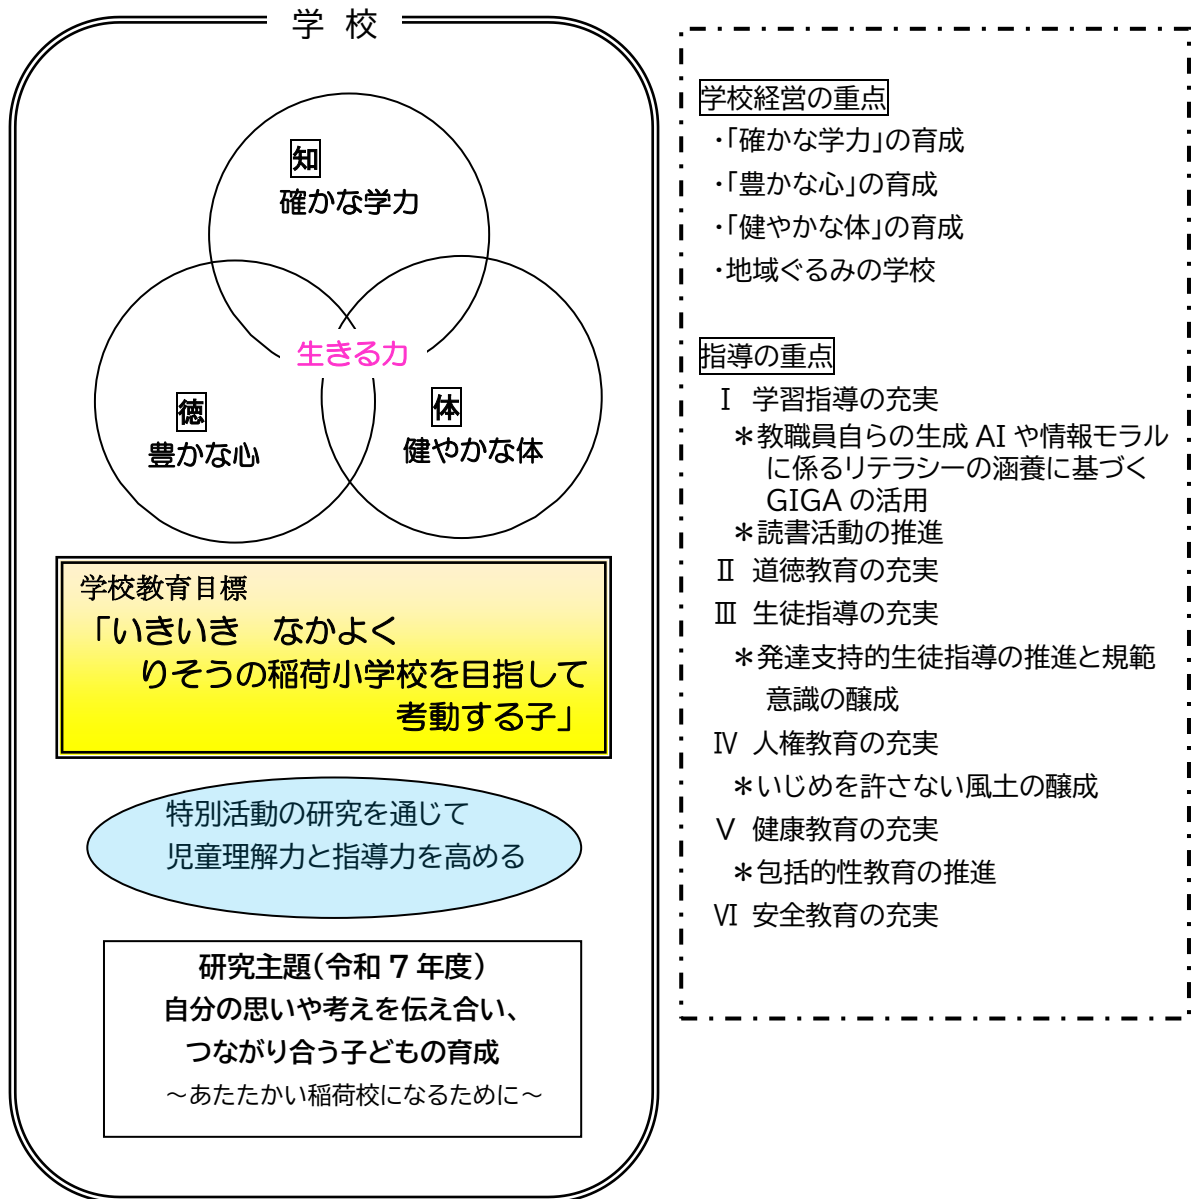 学 校
知
確かな学力
生きる力
徳
豊かな心
体
健やかな体
学校教育目標
「いきいき　なかよく
りそうの稲荷小学校を目指して
考動する子」
特別活動の研究を通じて
児童理解力と指導力を高める
研究主題(令和 7 年度)
自分の思いや考えを伝え合い、
つながり合う子どもの育成
～あたたかい稲荷校になるために～
学校経営の重点
・「確かな学力」の育成
・「豊かな心」の育成
・「健やかな体」の育成
・地域ぐるみの学校
指導の重点
Ⅰ 学習指導の充実
＊教職員自らの生成 AI や情報モラル
に係るリテラシーの涵養に基づく
GIGA の活用
＊読書活動の推進
Ⅱ 道徳教育の充実
Ⅲ 生徒指導の充実
＊発達支持的生徒指導の推進と規範
意識の醸成
Ⅳ 人権教育の充実
＊いじめを許さない風土の醸成
Ⅴ 健康教育の充実
＊包括的性教育の推進
Ⅵ 安全教育の充実